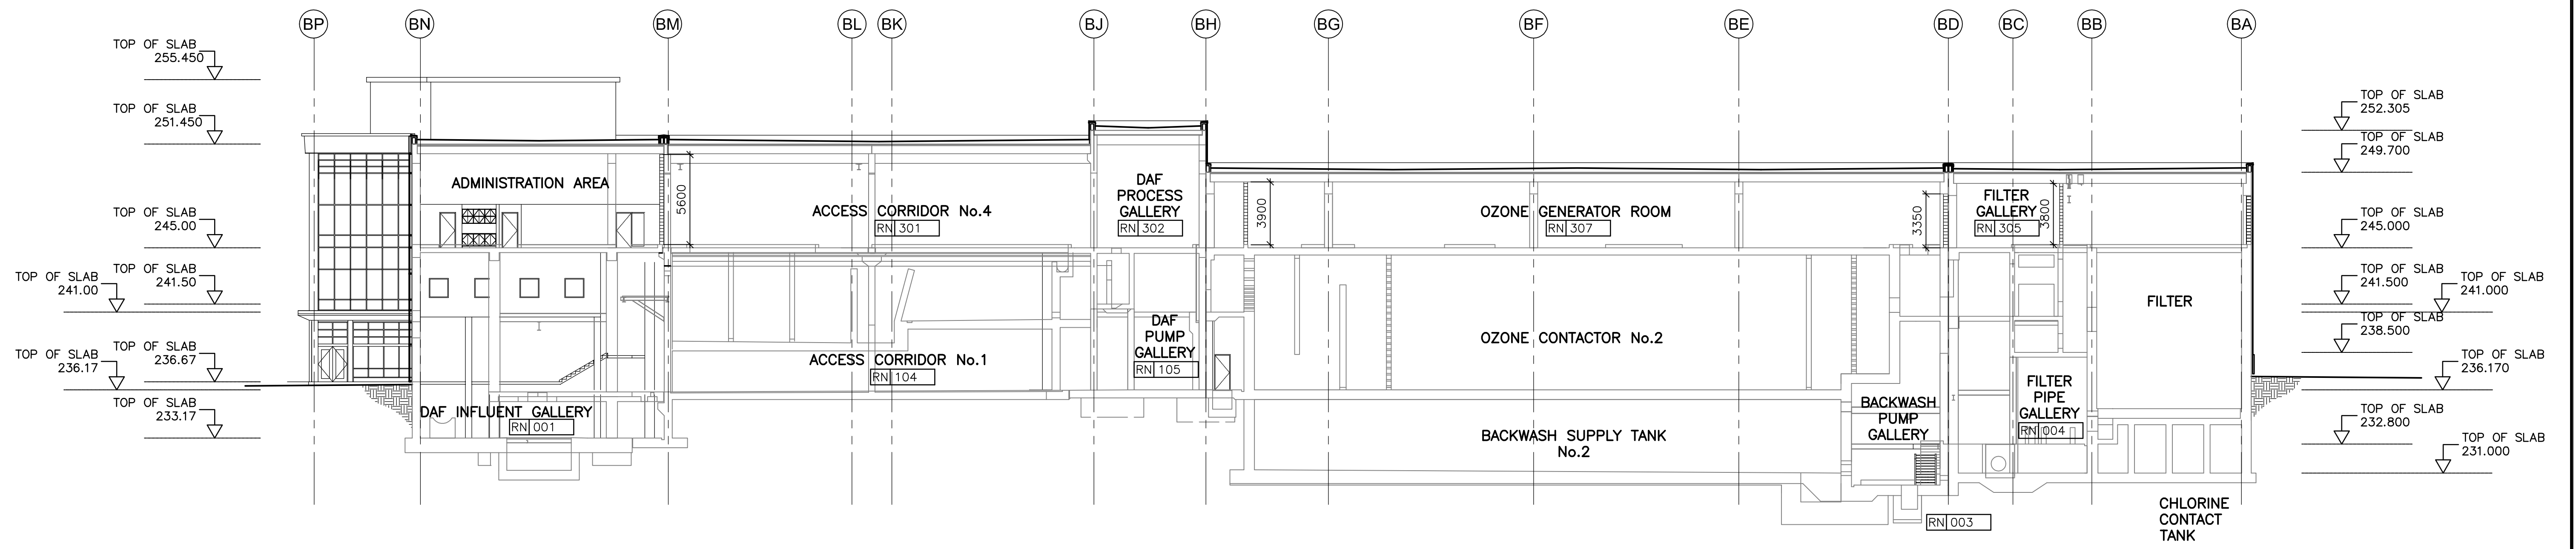 BP
BN
BM
BL
BK
BJ
BH
BG
BF
BE
BD
BC
BB
BA
TOP OF SLAB
255.450
TOP OF SLAB
251.450
TOP OF SLAB
245.00
TOP OF SLAB
241.50
TOP OF SLAB
241.00
TOP OF SLAB
236.67
TOP OF SLAB
236.17
TOP OF SLAB
233.17
ADMINISTRATION AREA
5600
ACCESS CORRIDOR No.4
RN 301
DAF
PROCESS
GALLERY
RN 302
3900
OZONE GENERATOR ROOM
RN 307
3350
FILTER
GALLERY
RN 305
3800
ACCESS CORRIDOR No.1
RN 104
DAF
PUMP
GALLERY
RN 105
OZONE CONTACTOR No.2
FILTER
DAF INFLUENT GALLERY
RN 001
BACKWASH SUPPLY TANK
No.2
BACKWASH
PUMP
GALLERY
RN 003
FILTER
PIPE
GALLERY
RN 004
CHLORINE
CONTACT
TANK
TOP OF SLAB
252.305
TOP OF SLAB
249.700
TOP OF SLAB
245.000
TOP OF SLAB
241.500
TOP OF SLAB
241.000
TOP OF SLAB
238.500
TOP OF SLAB
236.170
TOP OF SLAB
232.800
TOP OF SLAB
231.000